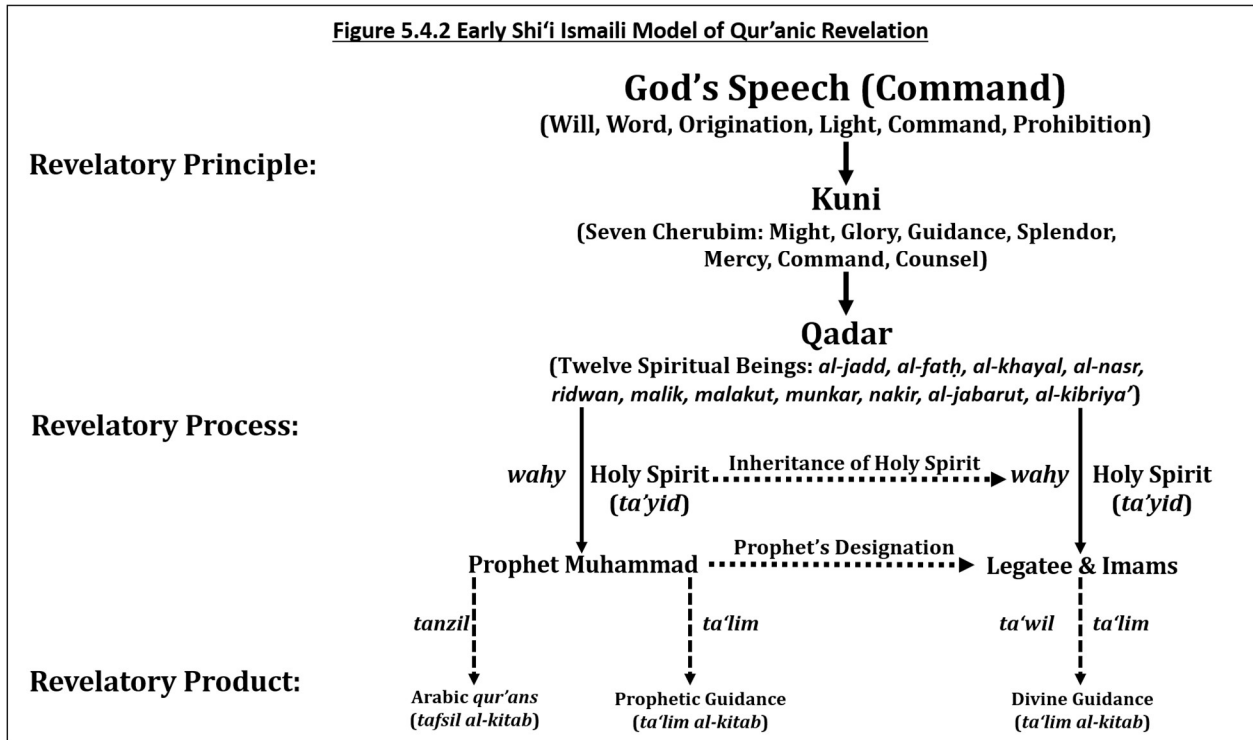 Figure 5.4.2 Early Shi‘i Ismaili Model of Qur’anic Revelation
God’s Speech (Command)
(Will, Word, Origination, Light, Command, Prohibition)
Revelatory Principle:
Kuni
(Seven Cherubim: Might, Glory, Guidance, Splendor,
Mercy, Command, Counsel)
Qadar
(Twelve Spiritual Beings: al-jadd, al-fatḥ, al-khayal, al-nasr,
ridwan, malik, malakut, munkar, nakir, al-jabarut, al-kibriya’)
Revelatory Process:
wahy
Holy Spirit
(ta’yid)
Inheritance of Holy Spirit
wahy
Holy Spirit
(ta’yid)
Prophet Muhammad
Prophet’s Designation
Legatee & Imams
tanzil
ta‘lim
ta‘wil
ta‘lim
Revelatory Product:
Arabic qur’ans
(tafsil al-kitab)
Prophetic Guidance
(ta‘lim al-kitab)
Divine Guidance
(ta‘lim al-kitab)